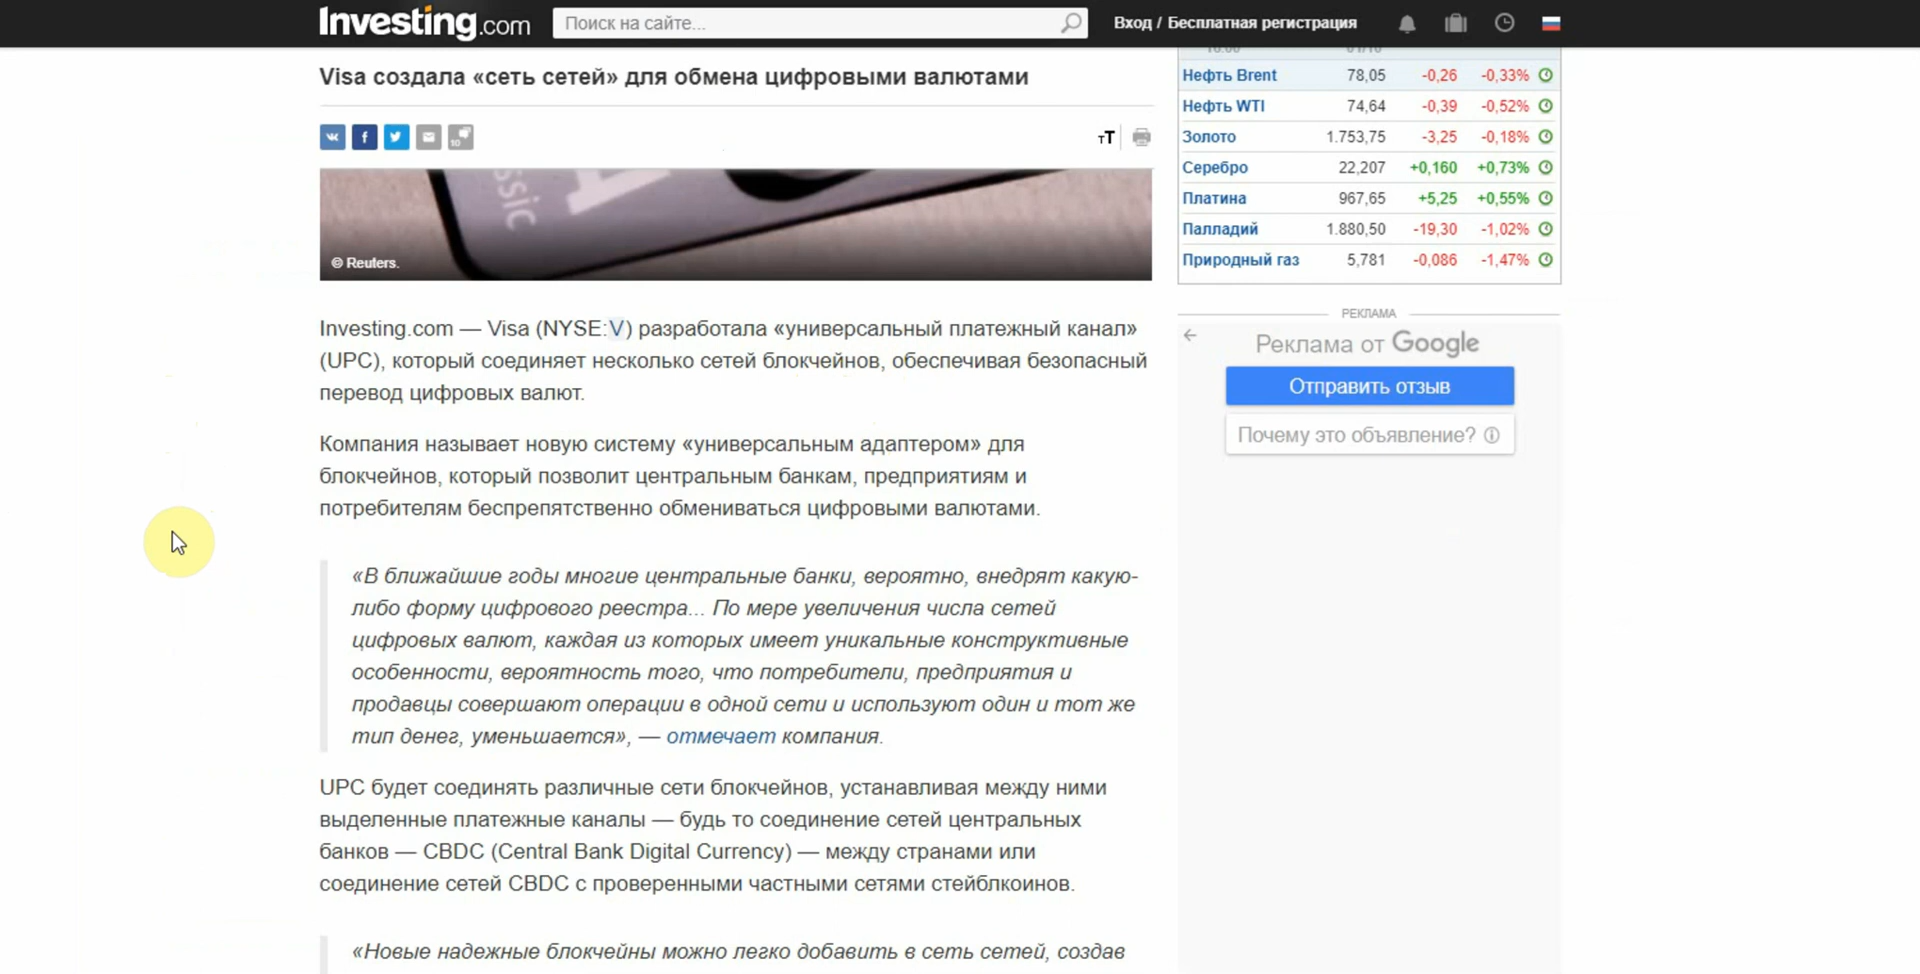 Investing.com
Поиск на сайте...
Вход / Бесплатная регистрация
Visa создала «сеть сетей» для обмена цифровыми валютами
10
тТ
ssic
© Reuters.
Investing.com — Visa (NYSE:V) разработала «универсальный платежный канал»
(UPC), который соединяет несколько сетей блокчейнов, обеспечивая безопасный
перевод цифровых валют.
Компания называет новую систему «универсальным адаптером» для
блокчейнов, который позволит центральным банкам, предприятиям и
потребителям беспрепятственно обмениваться цифровыми валютами.
«В ближайшие годы многие центральные банки, вероятно, внедрят какую-
либо форму цифрового реестра... По мере увеличения числа сетей
цифровых валют, каждая из которых имеет уникальные конструктивные
особенности, вероятность того, что потребители, предприятия и
продавцы совершают операции в одной сети и используют один и тот же
тип денег, уменьшается», — отмечает компания.
UPC будет соединять различные сети блокчейнов, устанавливая между ними
выделенные платежные каналы — будь то соединение сетей центральных
банков — CBDC (Central Bank Digital Currency) — между странами или
соединение сетей CBDC с проверенными частными сетями стейблкоинов.
«Новые надежные блокчейны можно легко добавить в сеть сетей, создав
Нефть Brent 78,05 -0,26 -0,33%
Нефть WTI 74,64 -0,39 -0,52%
Золото 1.753,75 -3,25 -0,18%
Серебро 22,207 +0,160 +0,73%
Платина 967,65 +5,25 +0,55%
Палладий 1.880,50 -19,30 -1,02%
Природный газ 5,781 -0,086 -1,47%
РЕКЛАМА
Реклама от Google
Отправить отзыв
Почему это объявление?